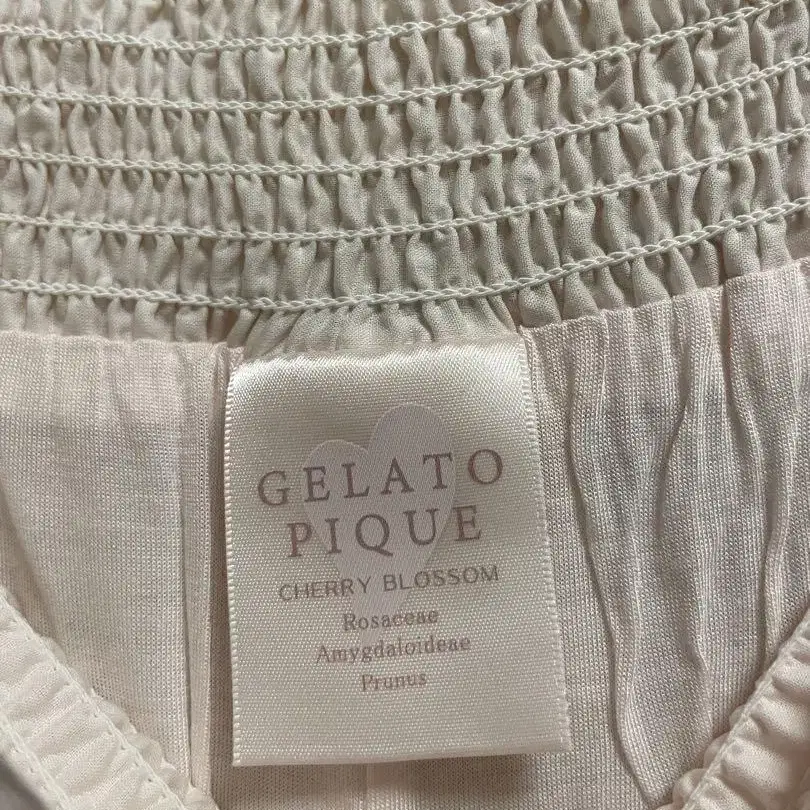 GELATO
PIQUE
CHERRY BLOSSOM
Rosaceae
Amygdaloideae
Prunus